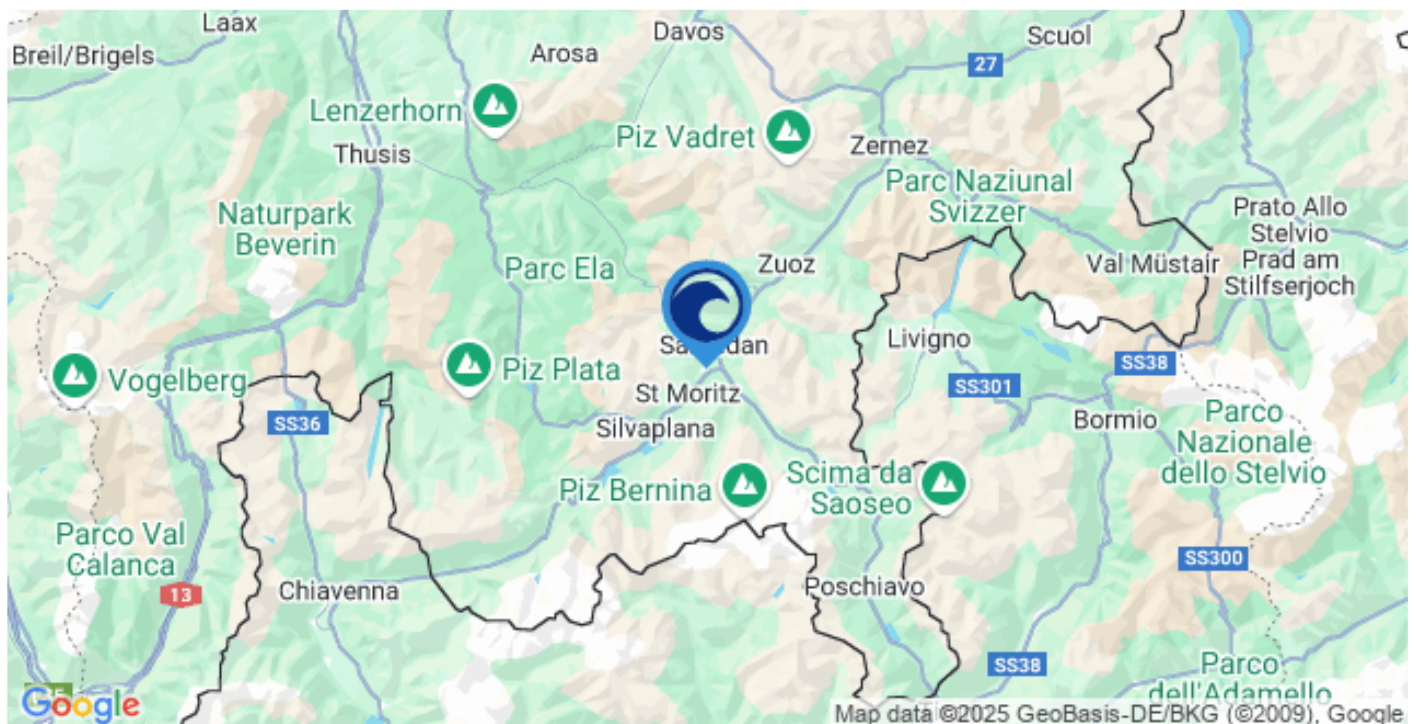 Laax
Davos
Scuol
Breil/Brigels
Arosa
27
Lenzerhorn
Piz Vadret
Thusis
Zernez
Parc Naziunal
Svizzer
Naturpark
Beverin
Prato Allo
Stelvio
Prad am
Stilfserjoch
Parc Ela
Zuoz
Val Müstair
Livigno
SS38
Vogelberg
Piz Plata
St Moritz
SS301
SS36
Silvaplana
Bormio
Parco
Nazionale
dello Stelvio
Piz Bernina
Scima da
Saoseo
Parco Val
Calanca
SS300
13
Chiavenna
Poschiavo
SS38
Parco
dell'Adamello
Google
Map data ©2025 GeoBasis-DE/BKG (©2009), Google